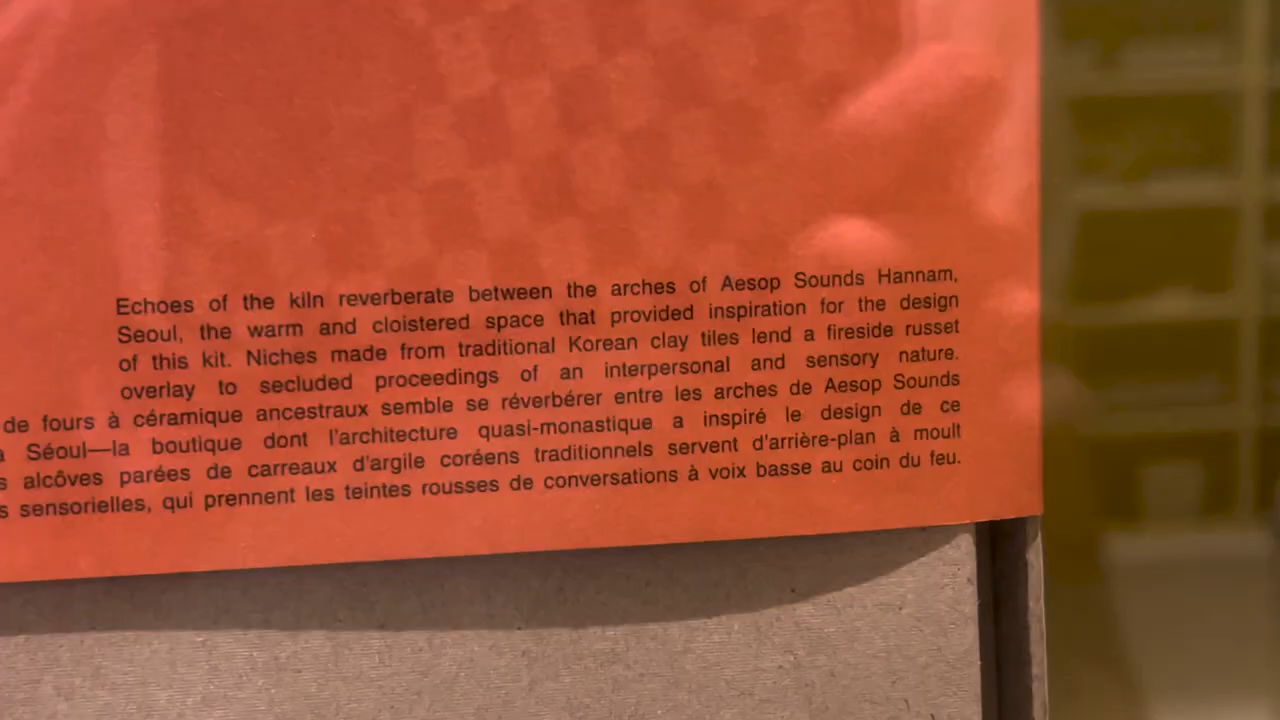 Echoes of the kiln reverberate between the arches of Aesop Sounds Hannam,
Seoul, the warm and cloistered space that provided inspiration for the design
of this kit. Niches made from traditional Korean clay tiles lend a fireside russet
overlay to secluded proceedings of an interpersonal and sensory nature.
de fours à céramique ancestraux semble se réverbérer entre les arches de Aesop Sounds
Séoul—la boutique dont l'architecture quasi-monastique a inspiré le design de ce
alcôves parées de carreaux d'argile coréens traditionnels servent d'arrière-plan à moult
sensorielles, qui prennent les teintes rousses de conversations à voix basse au coin du feu.